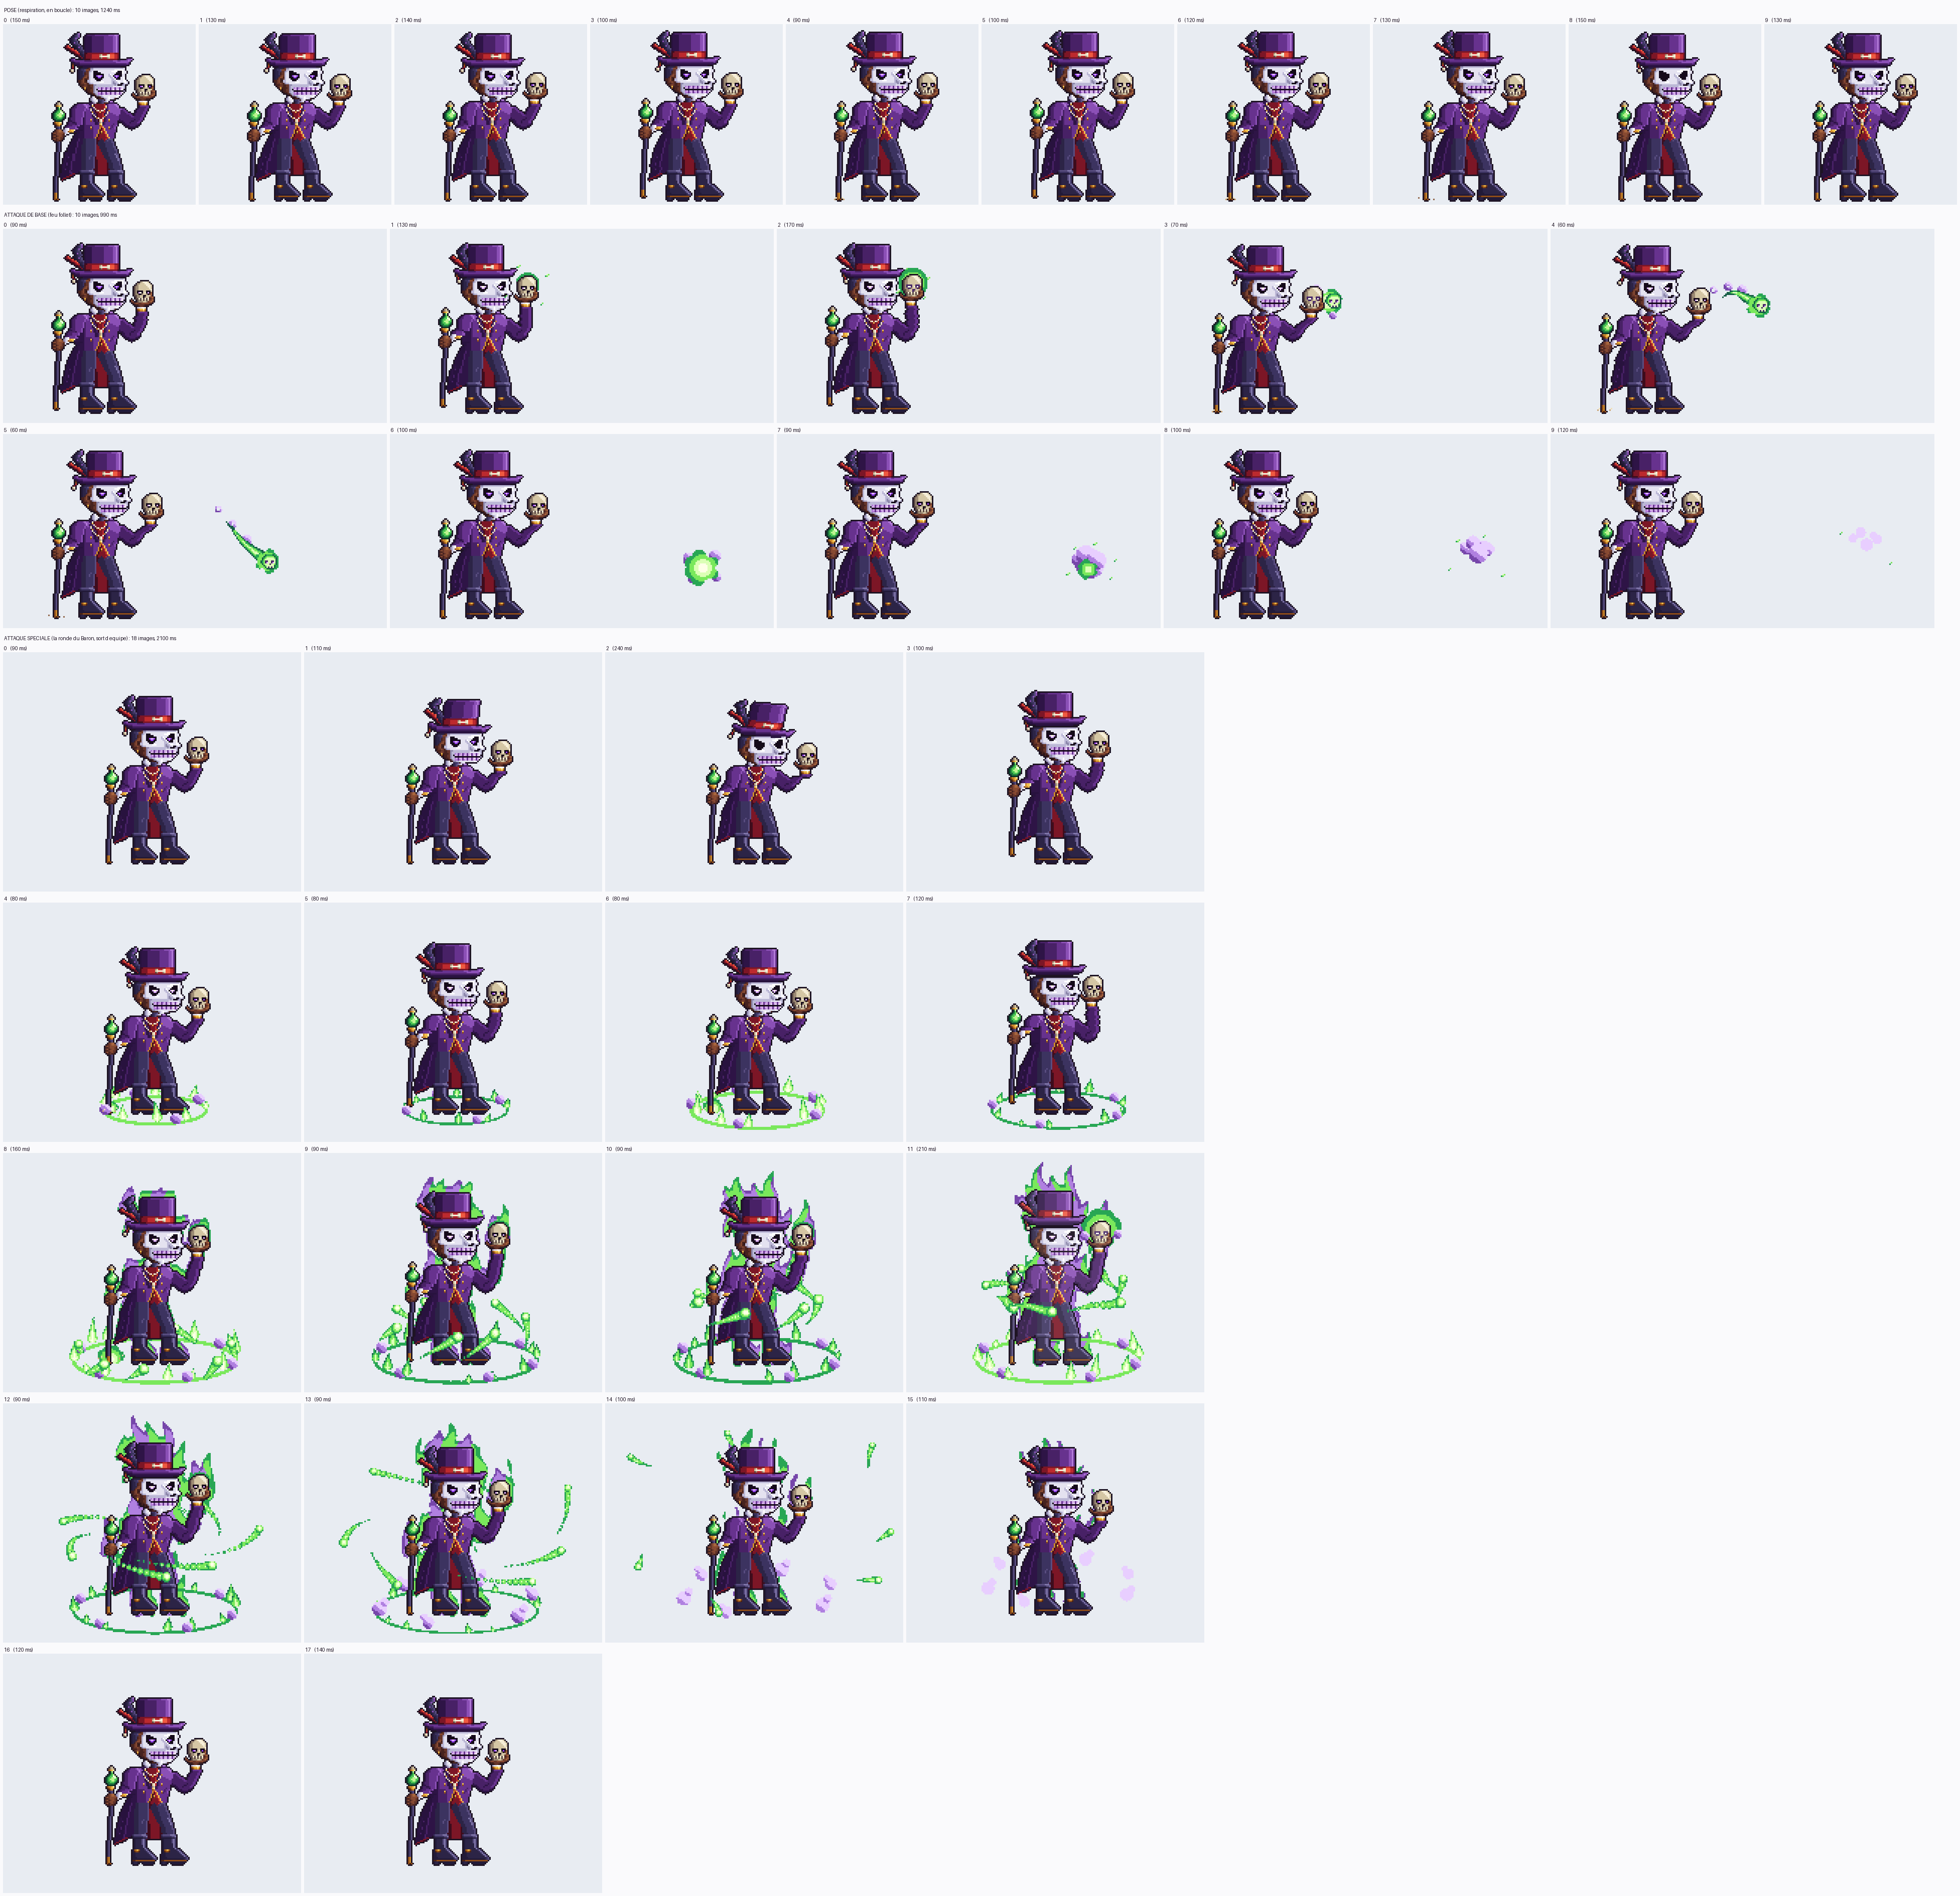 POSE (respiration, en boucle) : 10 images, 1240 ms
0 (150 ms) 1 (130 ms) 2 (140 ms) 3 (100 ms) 4 (90 ms) 5 (100 ms) 6 (120 ms) 7 (130 ms) 8 (150 ms) 9 (130 ms)
ATTAQUE DE BASE (feu follet) : 10 images, 990 ms
0 (90 ms) 1 (130 ms) 2 (170 ms) 3 (70 ms) 4 (60 ms)
5 (60 ms) 6 (100 ms) 7 (90 ms) 8 (100 ms) 9 (120 ms)
ATTAQUE SPECIALE (la ronde du Baron, sort d equipe) : 18 images, 2100 ms
0 (90 ms) 1 (110 ms) 2 (240 ms) 3 (100 ms)
4 (80 ms) 5 (80 ms) 6 (80 ms) 7 (120 ms)
8 (160 ms) 9 (90 ms) 10 (90 ms) 11 (210 ms)
12 (90 ms) 13 (90 ms) 14 (100 ms) 15 (110 ms)
16 (120 ms) 17 (140 ms)